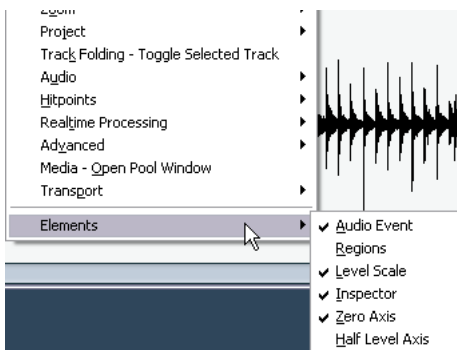 Zoom
Project
Track Folding - Toggle Selected Track
Audio
Hitpoints
Realtime Processing
Advanced
Media - Open Pool Window
Transport
Elements
Audio Event
Regions
Level Scale
Inspector
Zero Axis
Half Level Axis